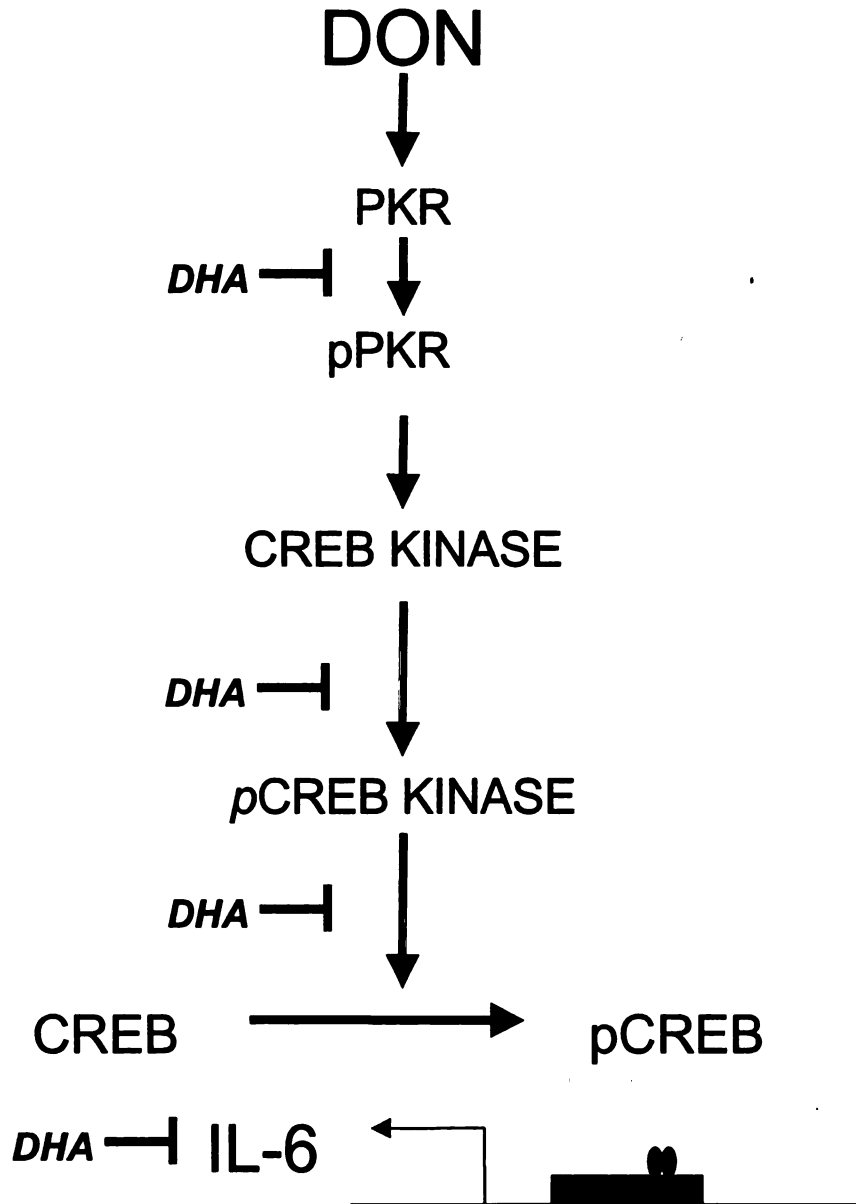 DON
PKR
DHA
pPKR
CREB KINASE
DHA
pCREB KINASE
DHA
CREB pCREB
DHA IL-6